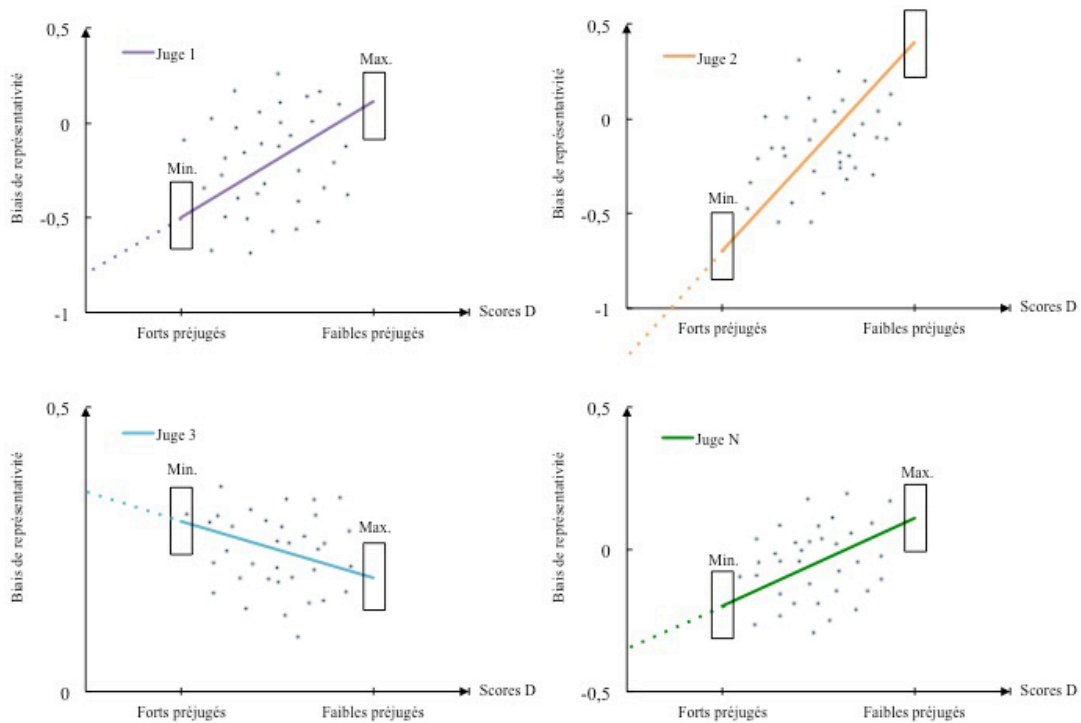 0,5
Juge 1
Max.
0
Min.
-0,5
-1
Scores D
Forts préjugés
Faibles préjugés
Biais de représentativité
0,5
Juge 2
Max.
0
Min.
-0,5
-1
Scores D
Forts préjugés
Faibles préjugés
Biais de représentativité
0,5
Juge 3
Min.
Max.
0
Scores D
Forts préjugés
Faibles préjugés
Biais de représentativité
0,5
Juge N
Max.
0
Min.
-0,5
Scores D
Forts préjugés
Faibles préjugés
Biais de représentativité